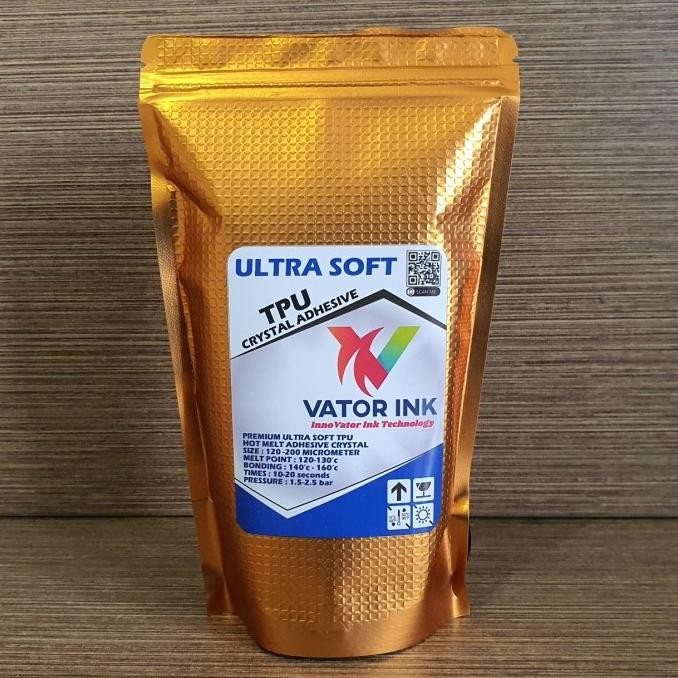 ULTRA SOFT
SCAN ME
TPU
CRYSTAL ADHESIVE
VATOR INK
InnoVator Ink Technology
PREMIUM ULTRA SOFT TPU
HOT MELT ADHESIVE CRYSTAL
SIZE : 120 -200 MICROMETER
MELT POINT : 120-130'c
BONDING : 140'c - 160'c
TIMES : 10-20 seconds
PRESSURE : 1.5-2.5 bar